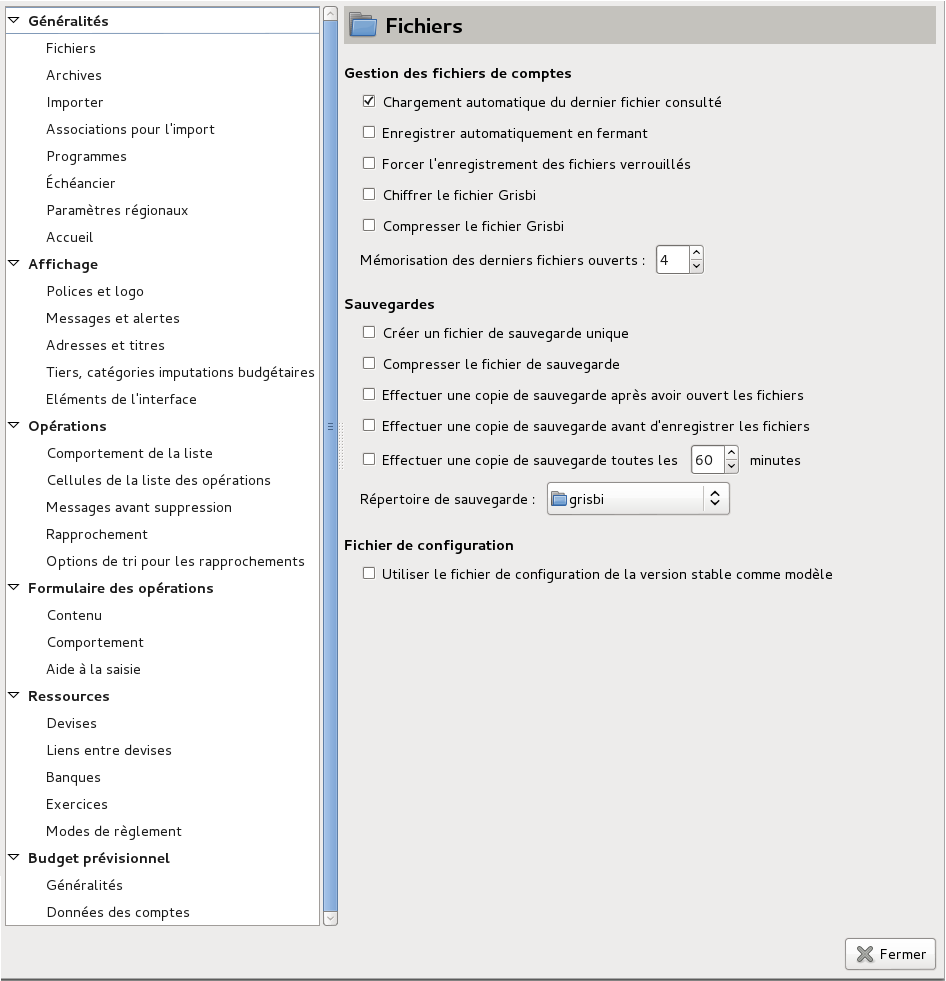 Généralités
Fichiers
Archives
Importer
Associations pour l'import
Programmes
Échéancier
Paramètres régionaux
Accueil
Affichage
Polices et logo
Messages et alertes
Adresses et titres
Tiers, catégories imputations budgétaires
Eléments de l'interface
Opérations
Comportement de la liste
Cellules de la liste des opérations
Messages avant suppression
Rapprochement
Options de tri pour les rapprochements
Formulaire des opérations
Contenu
Comportement
Aide à la saisie
Ressources
Devises
Liens entre devises
Banques
Exercices
Modes de règlement
Budget prévisionnel
Généralités
Données des comptes
Fichiers
Gestion des fichiers de comptes
Chargement automatique du dernier fichier consulté
Enregistrer automatiquement en fermant
Forcer l'enregistrement des fichiers verrouillés
Chiffrer le fichier Grisbi
Compresser le fichier Grisbi
Mémorisation des derniers fichiers ouverts : 4
Sauvegardes
Créer un fichier de sauvegarde unique
Compresser le fichier de sauvegarde
Effectuer une copie de sauvegarde après avoir ouvert les fichiers
Effectuer une copie de sauvegarde avant d'enregistrer les fichiers
Effectuer une copie de sauvegarde toutes les 60 minutes
Répertoire de sauvegarde : grisbi
Fichier de configuration
Utiliser le fichier de configuration de la version stable comme modèle
Fermer